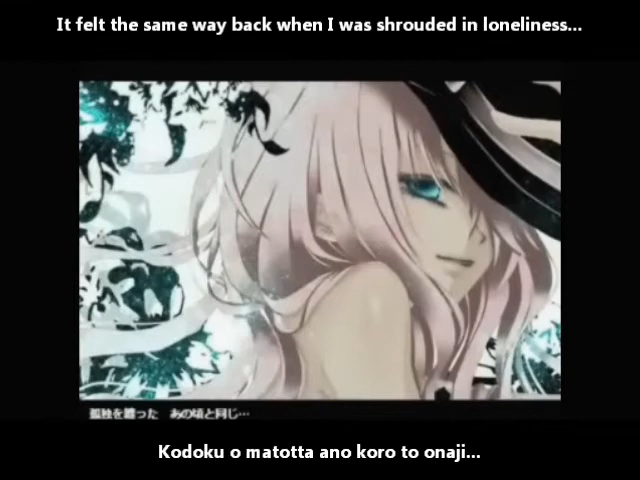 It felt the same way back when I was shrouded in loneliness...
孤独を纏った　あの頃と同じ…
Kodoku o matotta ano koro to onaji...